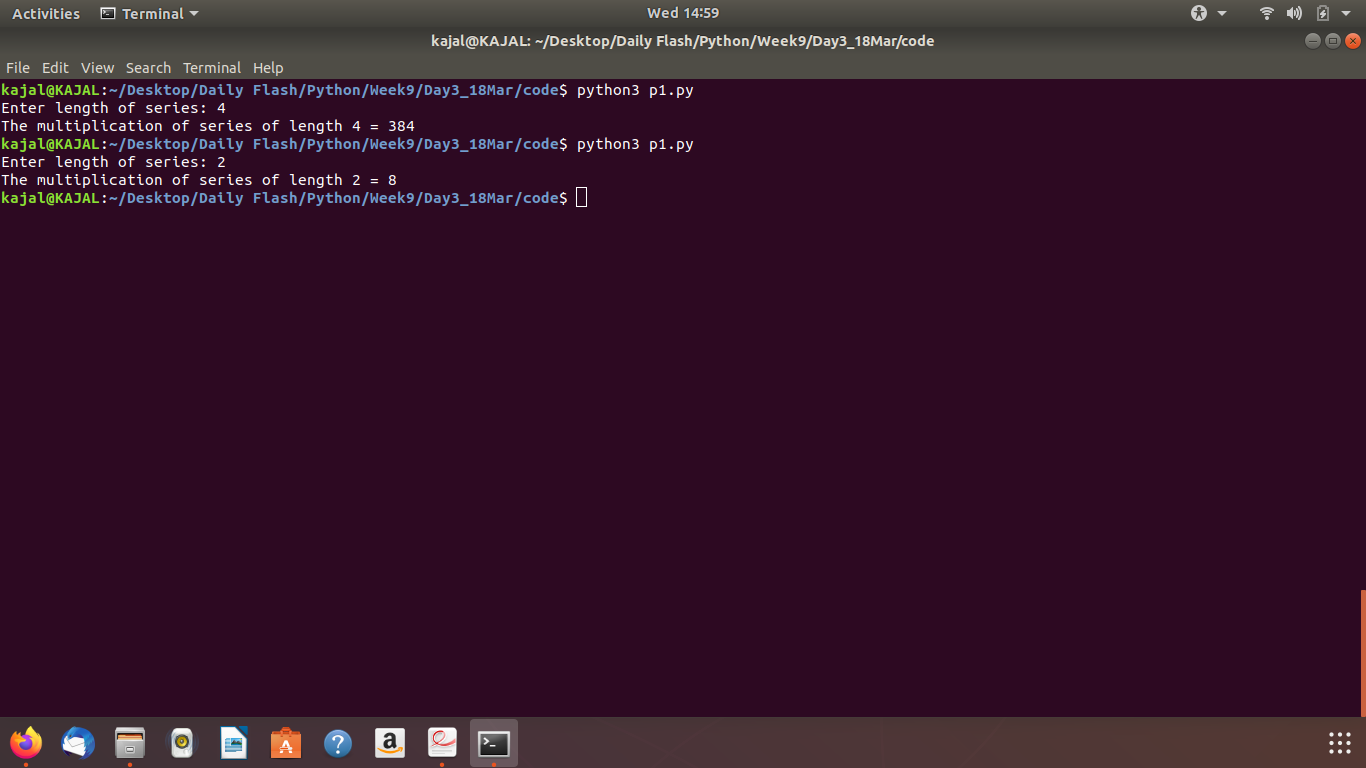 Activities Terminal Wed 14:59
kajal@KAJAL: ~/Desktop/Daily Flash/Python/Week9/Day3_18Mar/code
File Edit View Search Terminal Help
kajal@KAJAL:~/Desktop/Daily Flash/Python/Week9/Day3_18Mar/code$ python3 p1.py
Enter length of series: 4
The multiplication of series of length 4 = 384
kajal@KAJAL:~/Desktop/Daily Flash/Python/Week9/Day3_18Mar/code$ python3 p1.py
Enter length of series: 2
The multiplication of series of length 2 = 8
kajal@KAJAL:~/Desktop/Daily Flash/Python/Week9/Day3_18Mar/code$